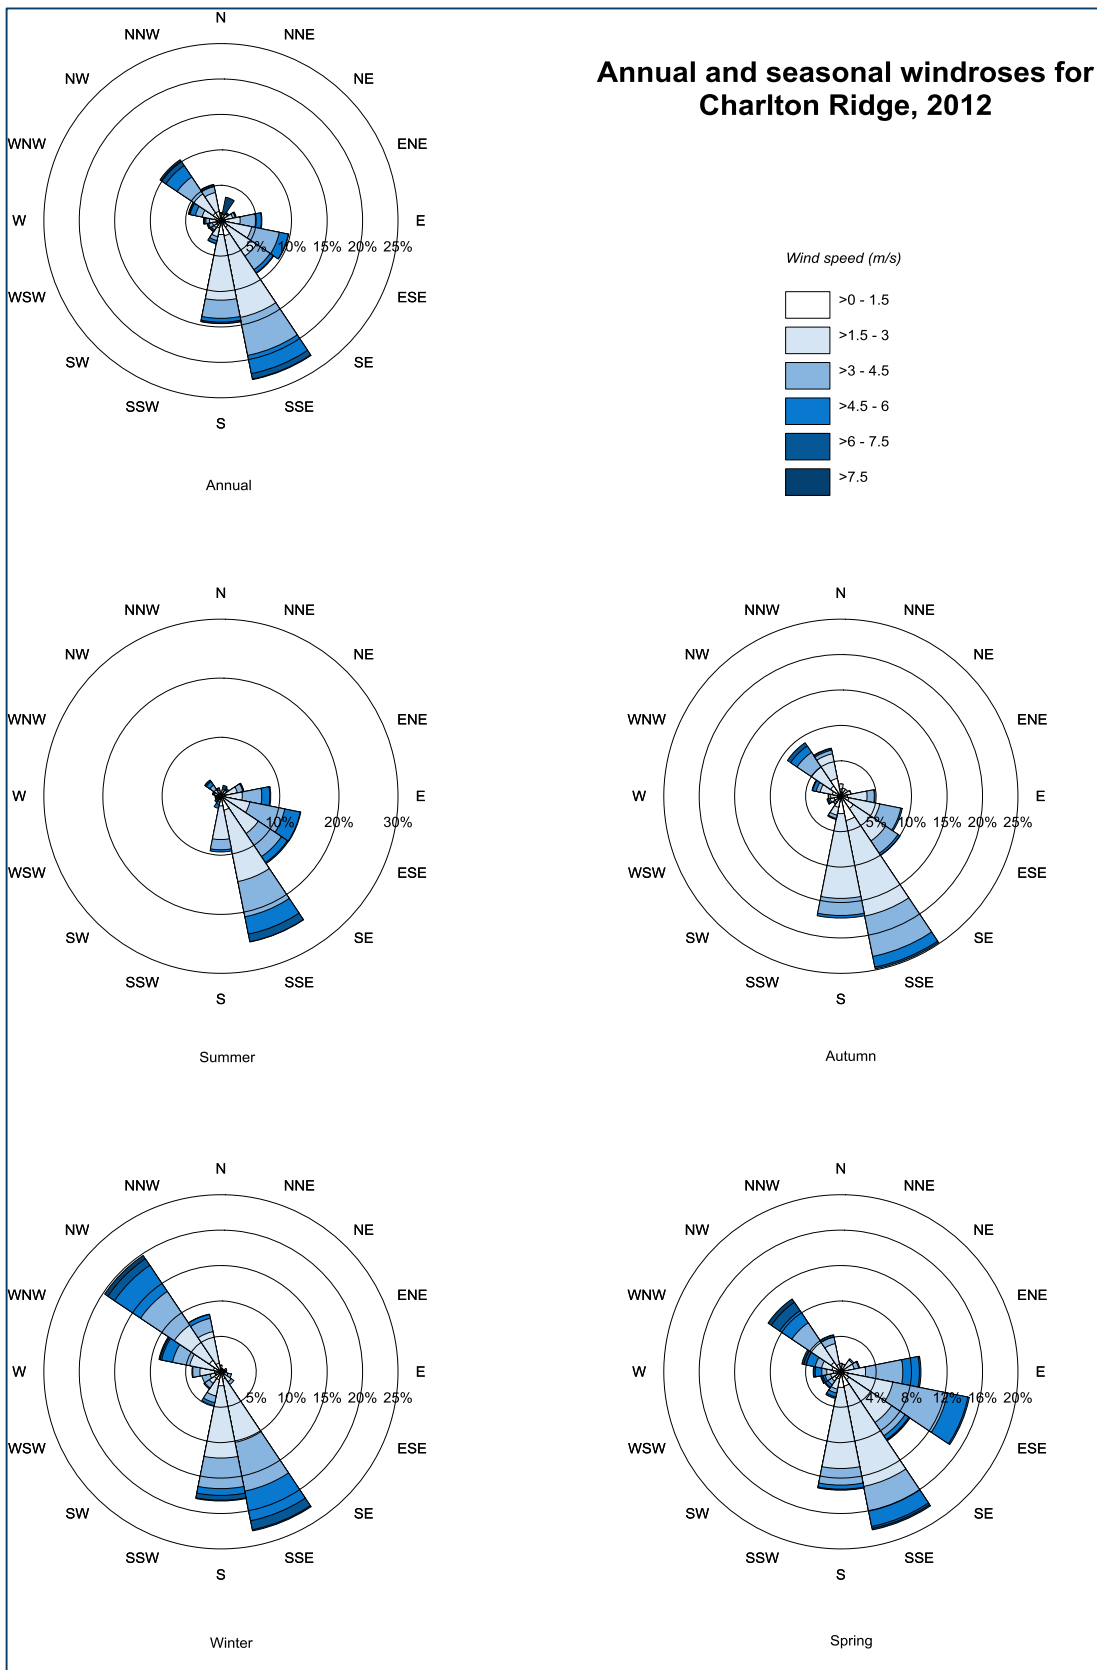 Annual and seasonal windroses for
Charlton Ridge, 2012
N
NNW
NNE
NW
NE
WNW
ENE
W
E
5% 10% 15% 20% 25%
WSW
ESE
SW
SE
SSW
SSE
S
Annual
Wind speed (m/s)
>0 - 1.5
>1.5 - 3
>3 - 4.5
>4.5 - 6
>6 - 7.5
>7.5
N
NNW
NNE
NW
NE
WNW
ENE
W
E
10% 20% 30%
WSW
ESE
SW
SE
SSW
SSE
S
Summer
N
NNW
NNE
NW
NE
WNW
ENE
W
E
5% 10% 15% 20% 25%
WSW
ESE
SW
SE
SSW
SSE
S
Autumn
N
NNW
NNE
NW
NE
WNW
ENE
W
E
5% 10% 15% 20% 25%
WSW
ESE
SW
SE
SSW
SSE
S
Winter
N
NNW
NNE
NW
NE
WNW
ENE
W
E
4% 8% 12% 16% 20%
WSW
ESE
SW
SE
SSW
SSE
S
Spring